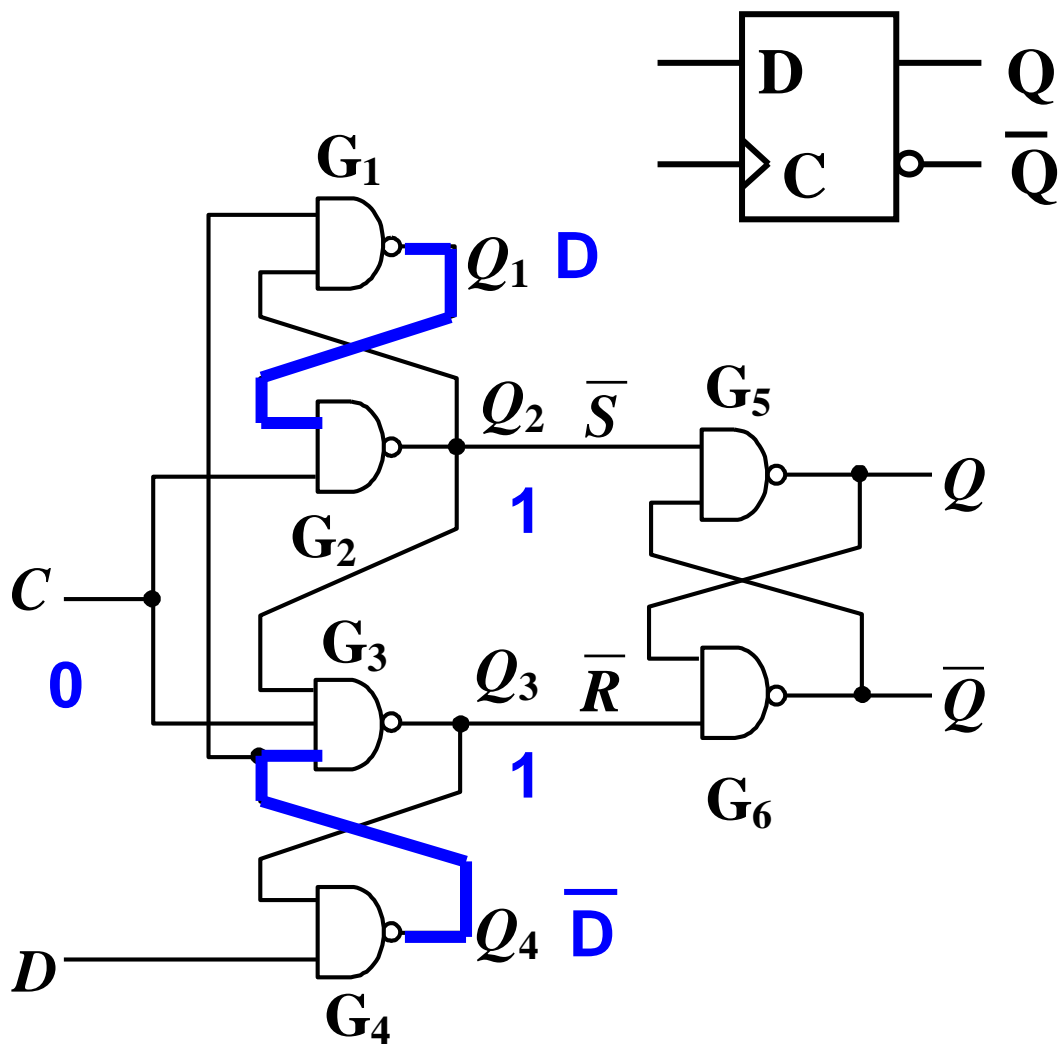 D
Q
C
Q̅
G₁
Q₁ D
G₂
Q₂ S̅
1
G₅
Q
C
0
G₃
Q₃ R̅
1
Q̅
G₆
Q₄ D̅
D
G₄